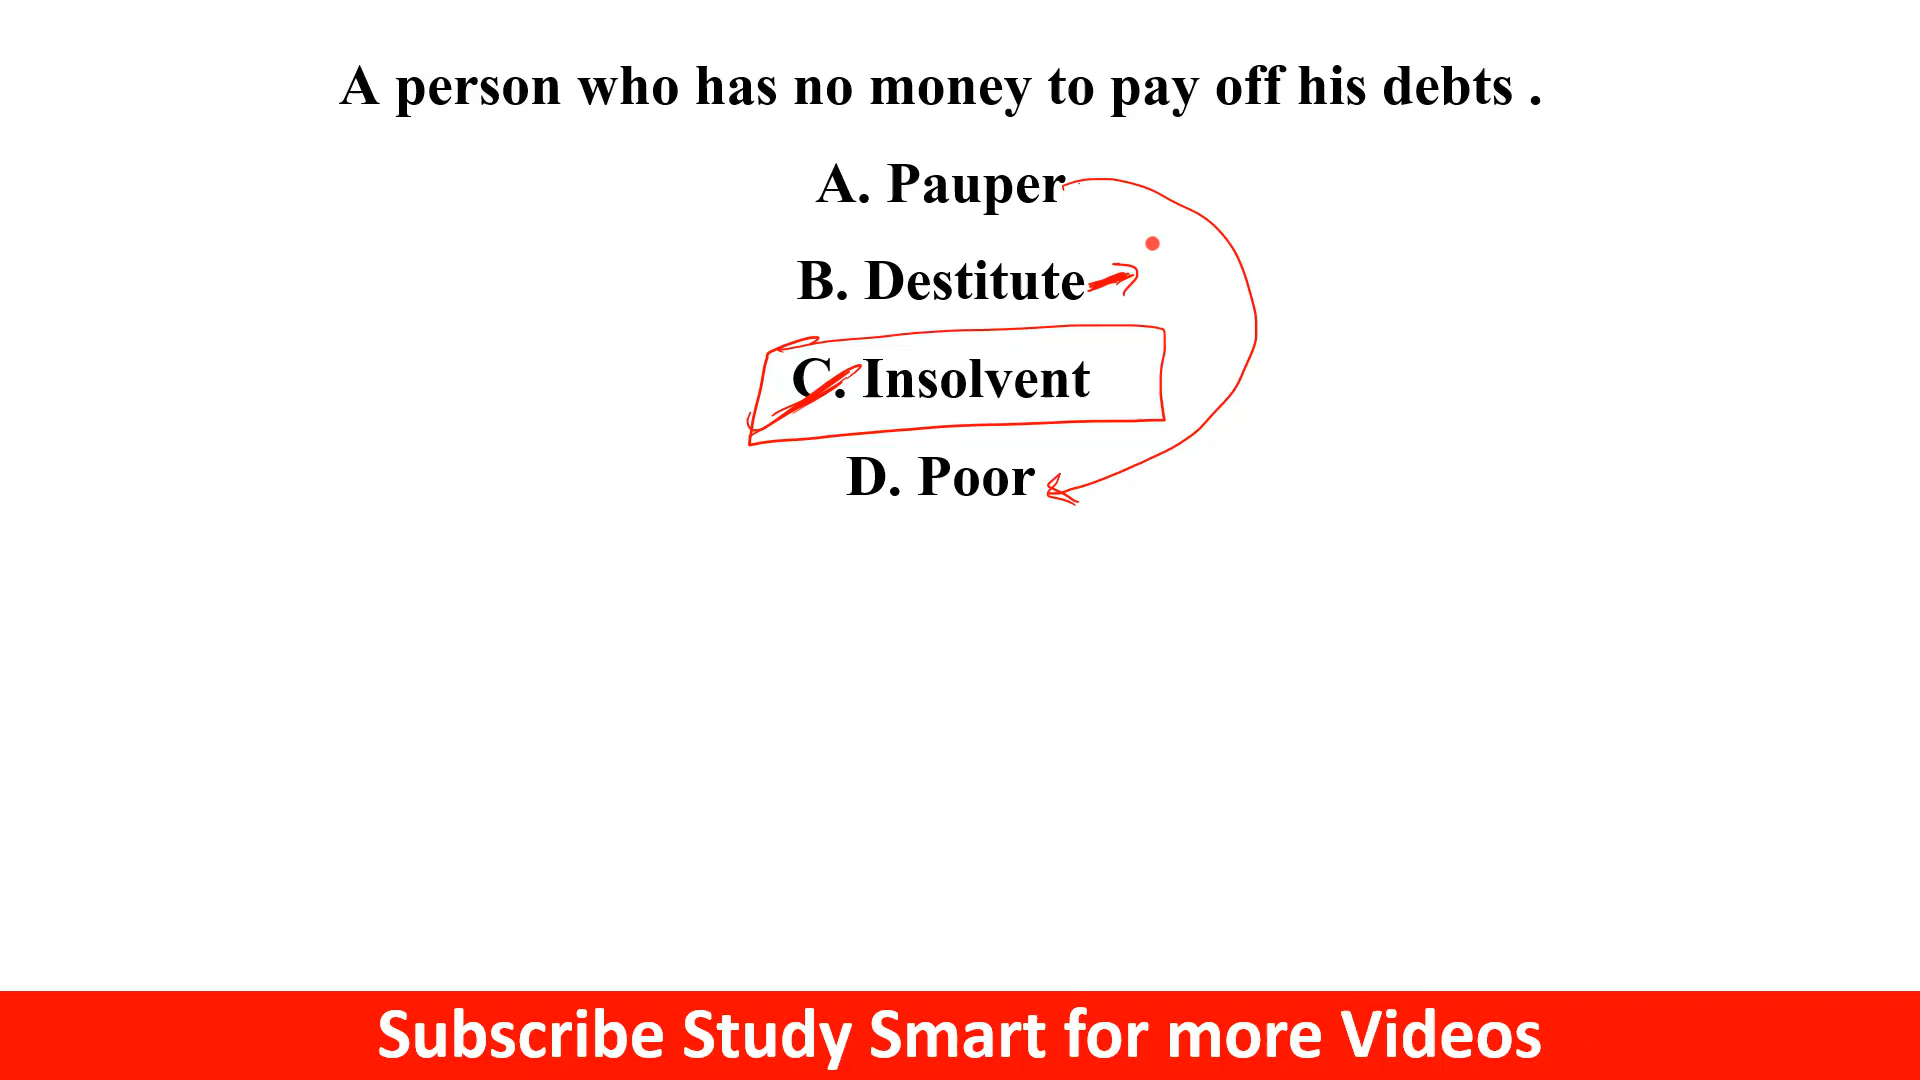 A person who has no money to pay off his debts .
A. Pauper
B. Destitute
C. Insolvent
D. Poor
Subscribe Study Smart for more Videos